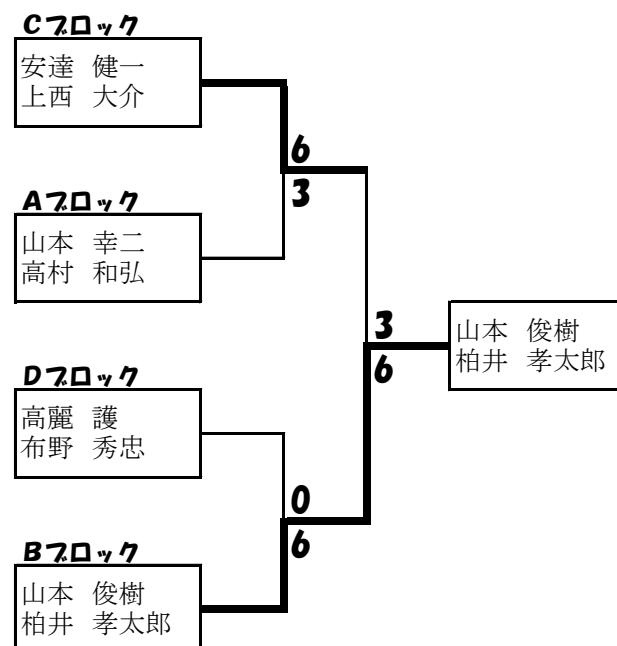 Cブロック
安達 健一
上西 大介
6
3
Aブロック
山本 幸二
高村 和弘
3
6
山本 俊樹
柏井 孝太郎
Dブロック
高麗 護
布野 秀忠
0
6
Bブロック
山本 俊樹
柏井 孝太郎